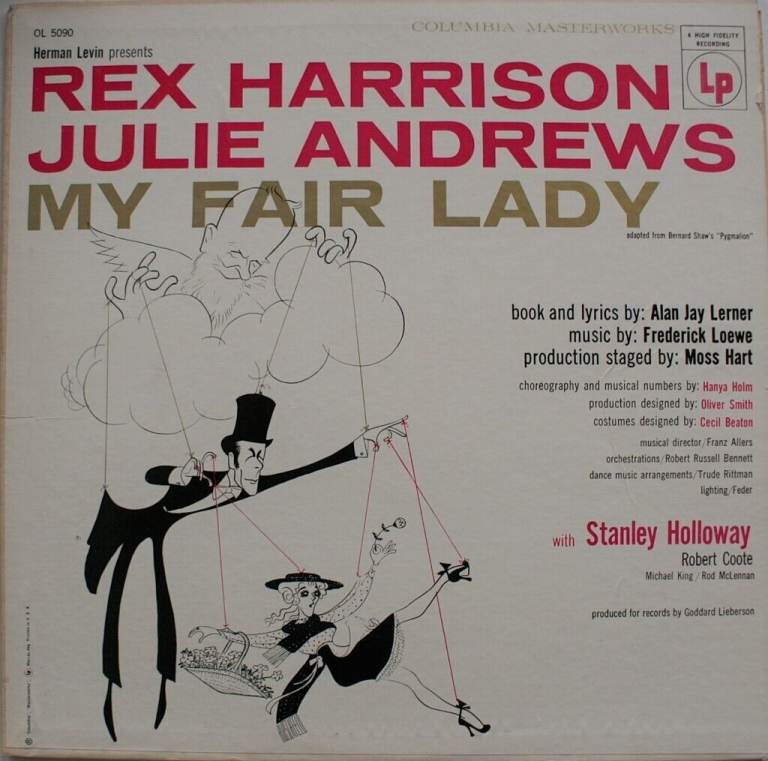 OL 5090
COLUMBIA MASTERWORKS
A HIGH FIDELITY
RECORDING
Lp
Herman Levin presents
REX HARRISON
JULIE ANDREWS
MY FAIR LADY
adapted from Bernard Shaw's "Pygmalion"
book and lyrics by: Alan Jay Lerner
music by: Frederick Loewe
production staged by: Moss Hart
choreography and musical numbers by: Hanya Holm
production designed by: Oliver Smith
costumes designed by: Cecil Beaton
musical director/Franz Allers
orchestrations/Robert Russell Bennett
dance music arrangements/Trude Rittman
lighting/Feder
with Stanley Holloway
Robert Coote
Michael King / Rod McLennan
produced for records by Goddard Lieberson